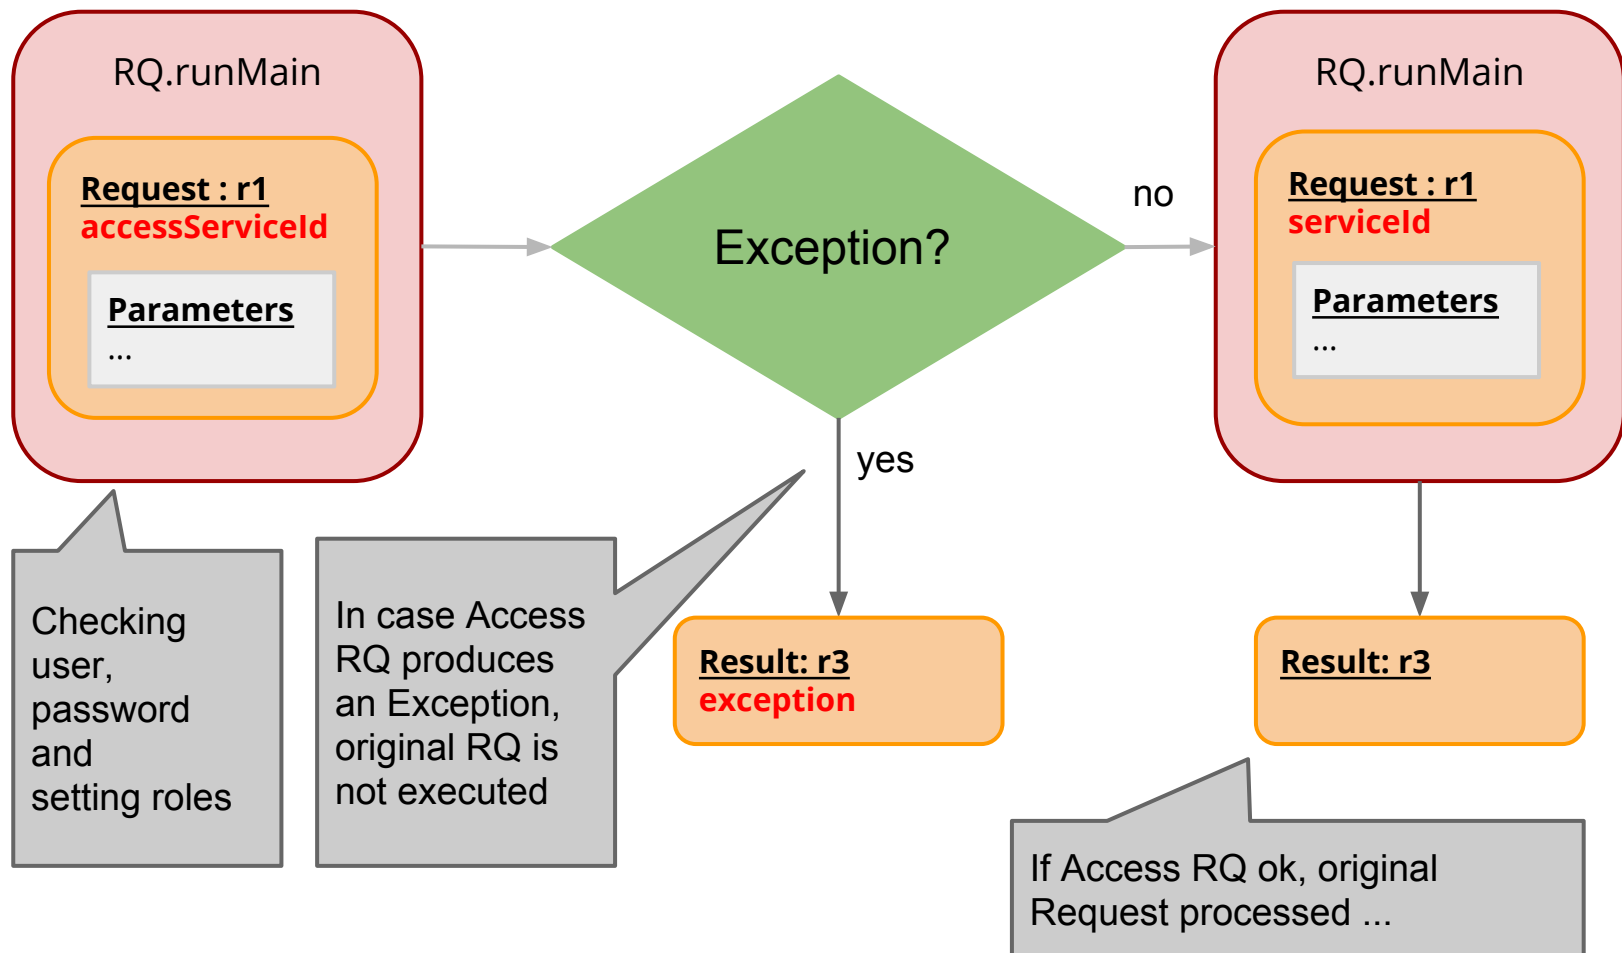 RQ.runMain
Request : r1
accessServiceId
Parameters
...
Exception?
no
yes
RQ.runMain
Request : r1
serviceId
Parameters
...
Checking
user,
password
and
setting roles
In case Access
RQ produces
an Exception,
original RQ is
not executed
Result: r3
exception
Result: r3
If Access RQ ok, original
Request processed ...